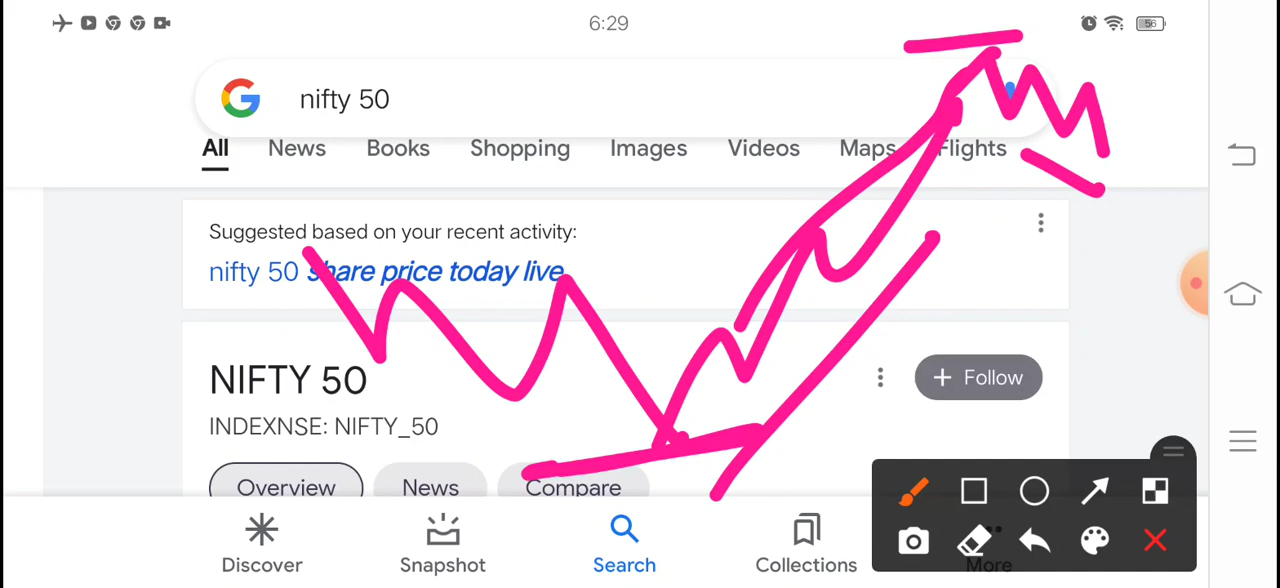 6:29
56
nifty 50
All News Books Shopping Images Videos Maps Flights
Suggested based on your recent activity:
nifty 50 share price today live
NIFTY 50
+ Follow
INDEXNSE: NIFTY_50
Overview News Compare
Discover Snapshot Search Collections More